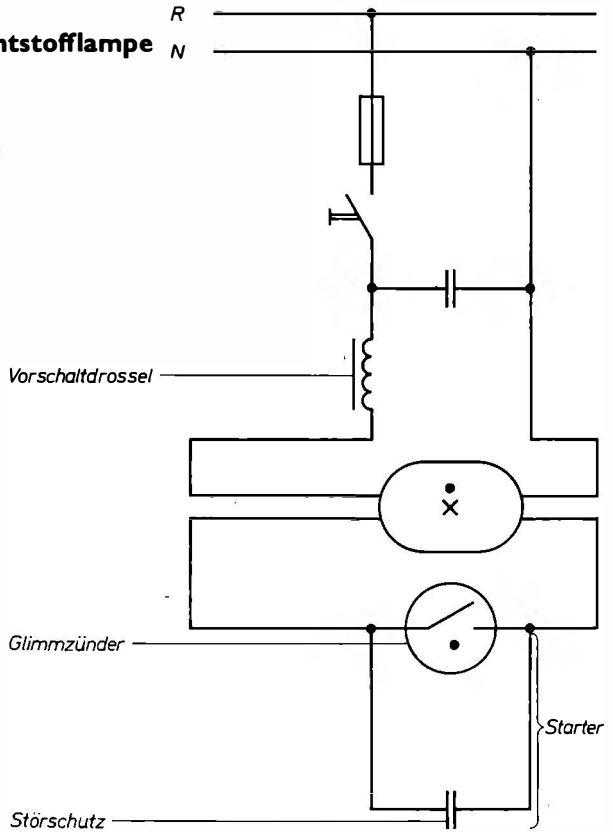 R
ntstofflampe N
Vorschaltdrossel
Glimmzünder
Starter
Störschutz